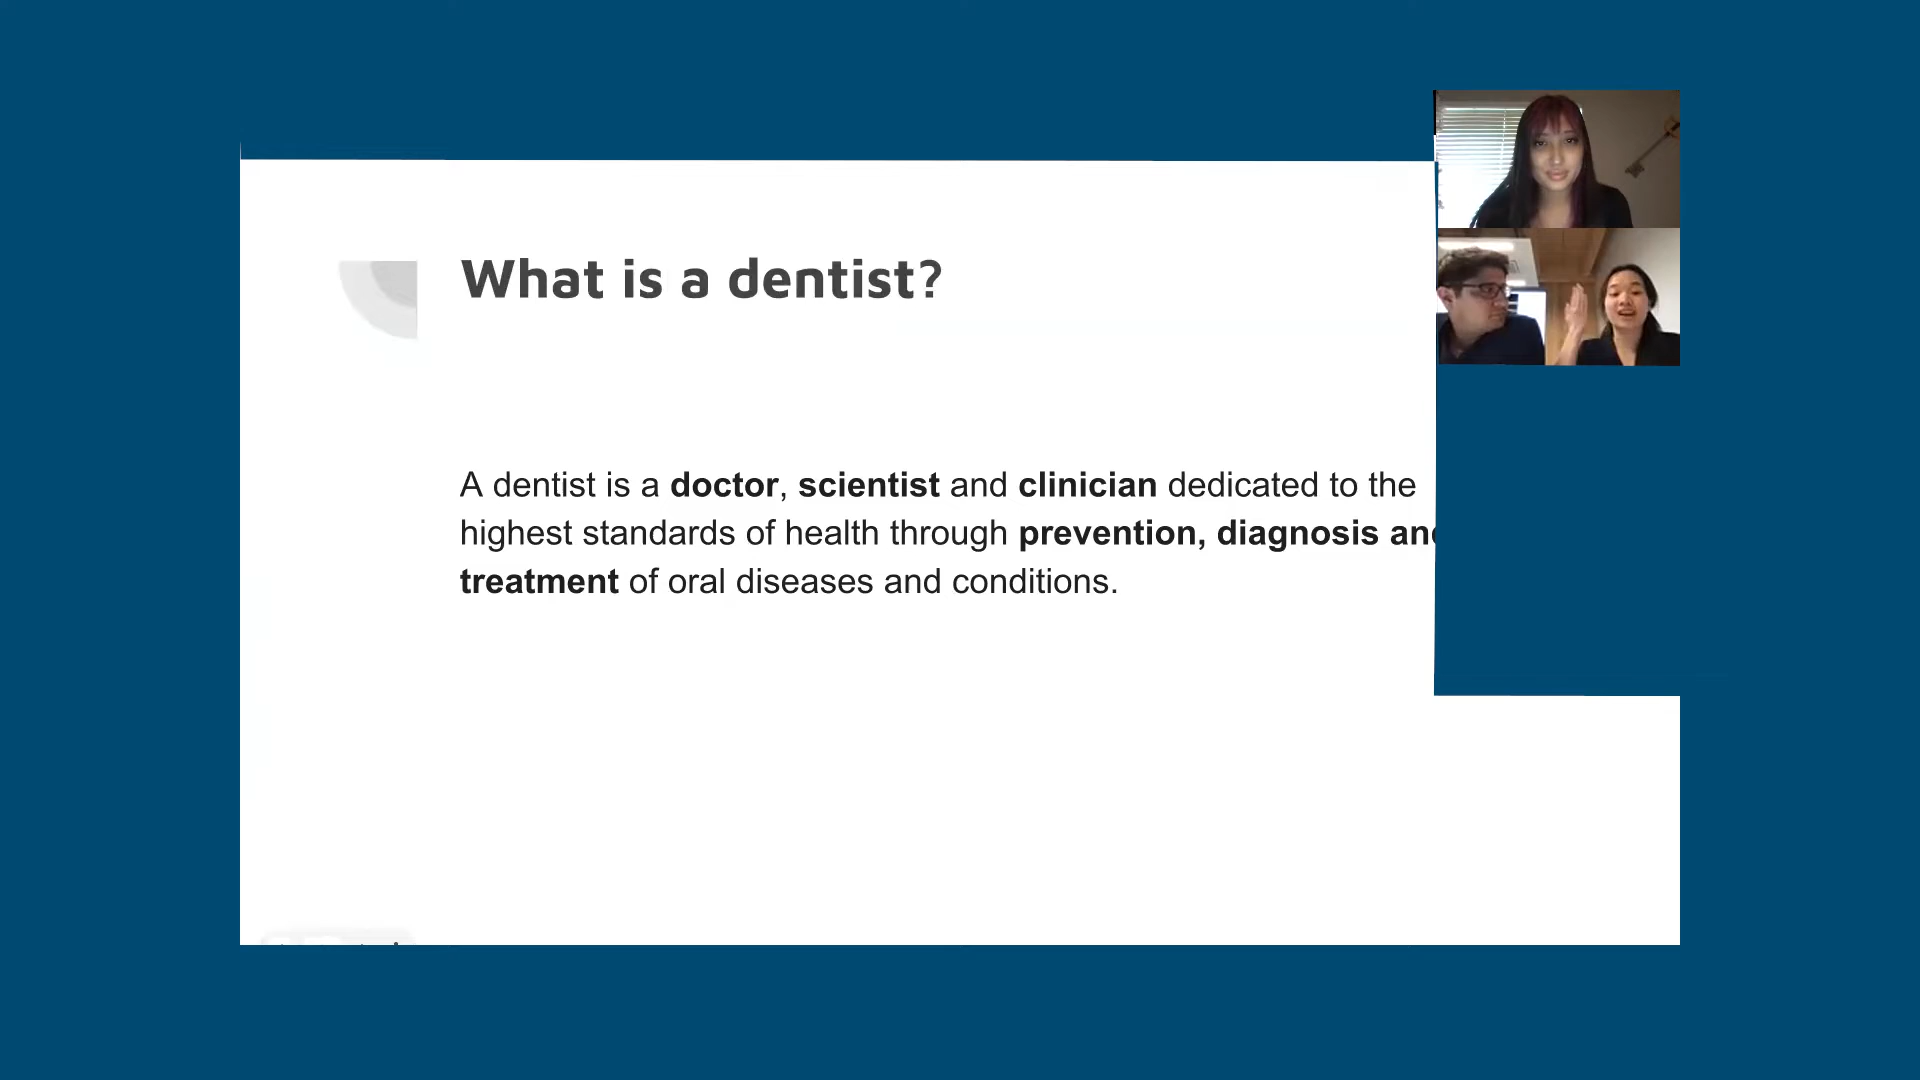 What is a dentist?
A dentist is a doctor, scientist and clinician dedicated to the
highest standards of health through prevention, diagnosis an
treatment of oral diseases and conditions.